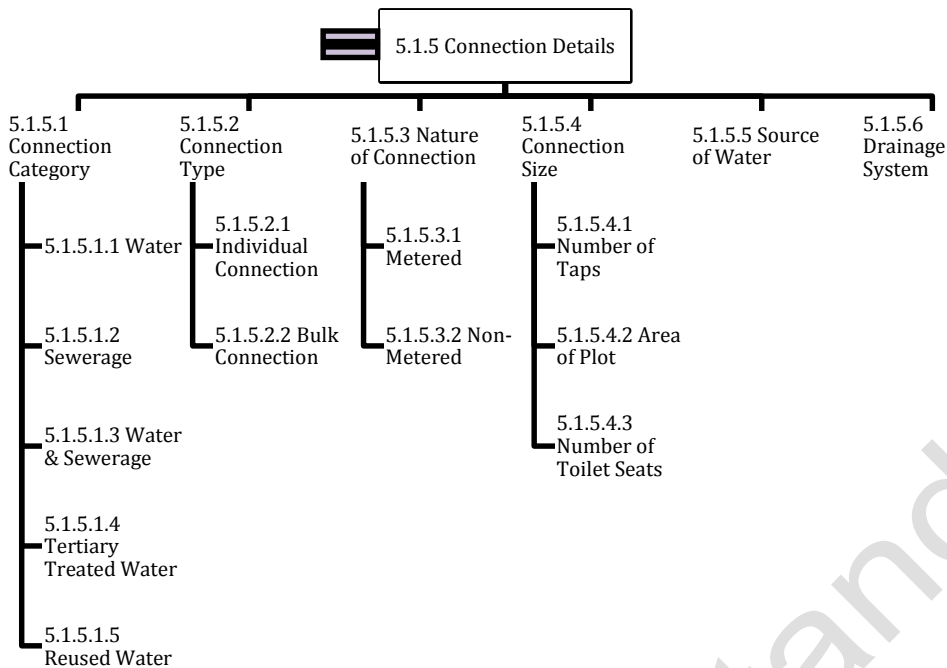 5.1.5 Connection Details
5.1.5.1
Connection
Category
5.1.5.1.1 Water
5.1.5.1.2
Sewerage
5.1.5.1.3 Water
& Sewerage
5.1.5.1.4
Tertiary
Treated Water
5.1.5.1.5
Reused Water
5.1.5.2
Connection
Type
5.1.5.2.1
Individual
Connection
5.1.5.2.2 Bulk
Connection
5.1.5.3 Nature
of Connection
5.1.5.3.1
Metered
5.1.5.3.2 Non-
Metered
5.1.5.4
Connection
Size
5.1.5.4.1
Number of
Taps
5.1.5.4.2 Area
of Plot
5.1.5.4.3
Number of
Toilet Seats
5.1.5.5 Source
of Water
5.1.5.6
Drainage
System